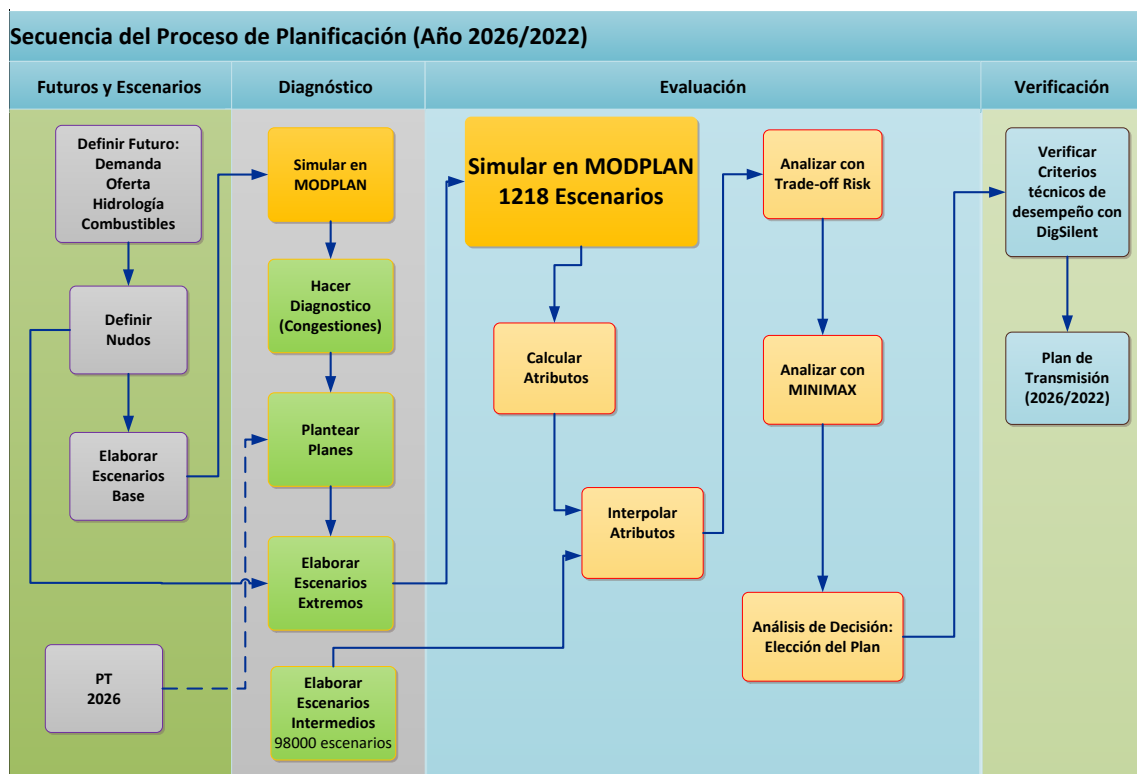 Secuencia del Proceso de Planificación (Año 2026/2022)
Futuros y Escenarios
Diagnóstico
Evaluación
Verificación
Definir Futuro:
Demanda
Oferta
Hidrología
Combustibles
Definir
Nudos
Elaborar
Escenarios
Base
PT
2026
Simular en
MODPLAN
Hacer
Diagnostico
(Congestiones)
Plantear
Planes
Elaborar
Escenarios
Extremos
Elaborar
Escenarios
Intermedios
98000 escenarios
Simular en MODPLAN
1218 Escenarios
Calcular
Atributos
Interpolar
Atributos
Analizar con
Trade-off Risk
Analizar con
MINIMAX
Análisis de Decisión:
Elección del Plan
Verificar
Criterios
técnicos de
desempeño con
DigSilent
Plan de
Transmisión
(2026/2022)